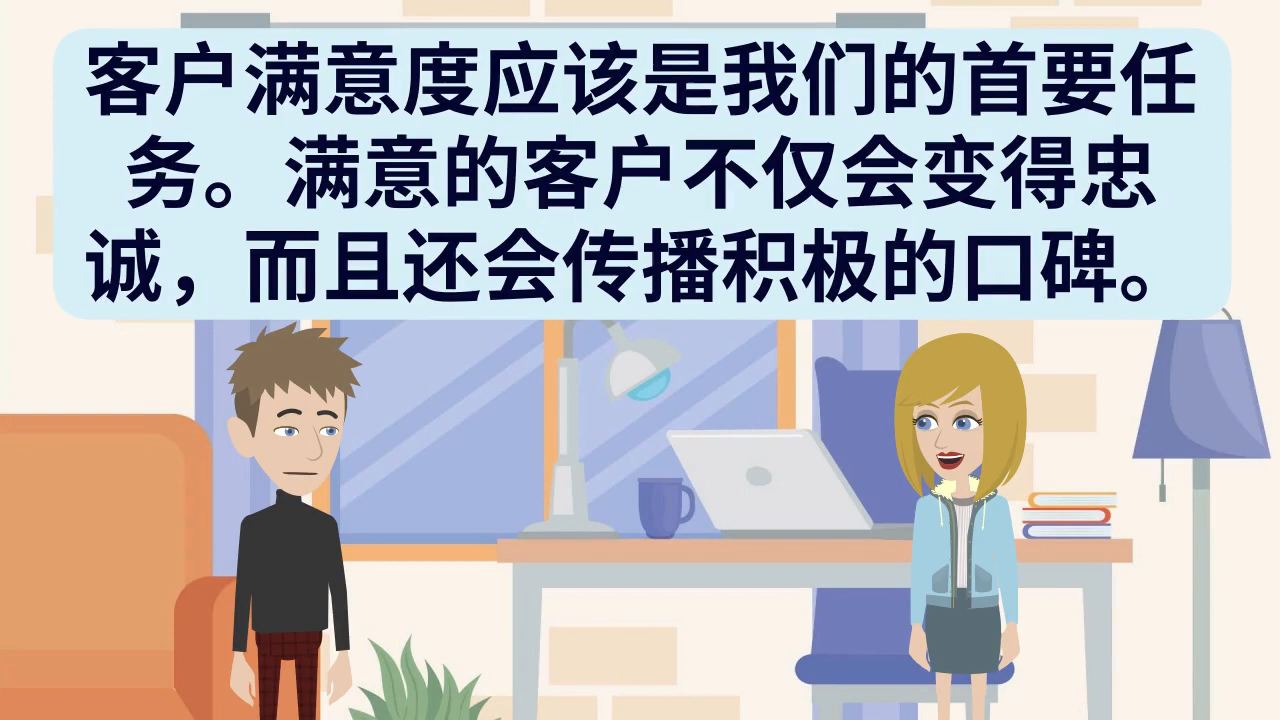 客户满意度应该是我们的首要任
务。满意的客户不仅会变得忠
诚，而且还会传播积极的口碑。